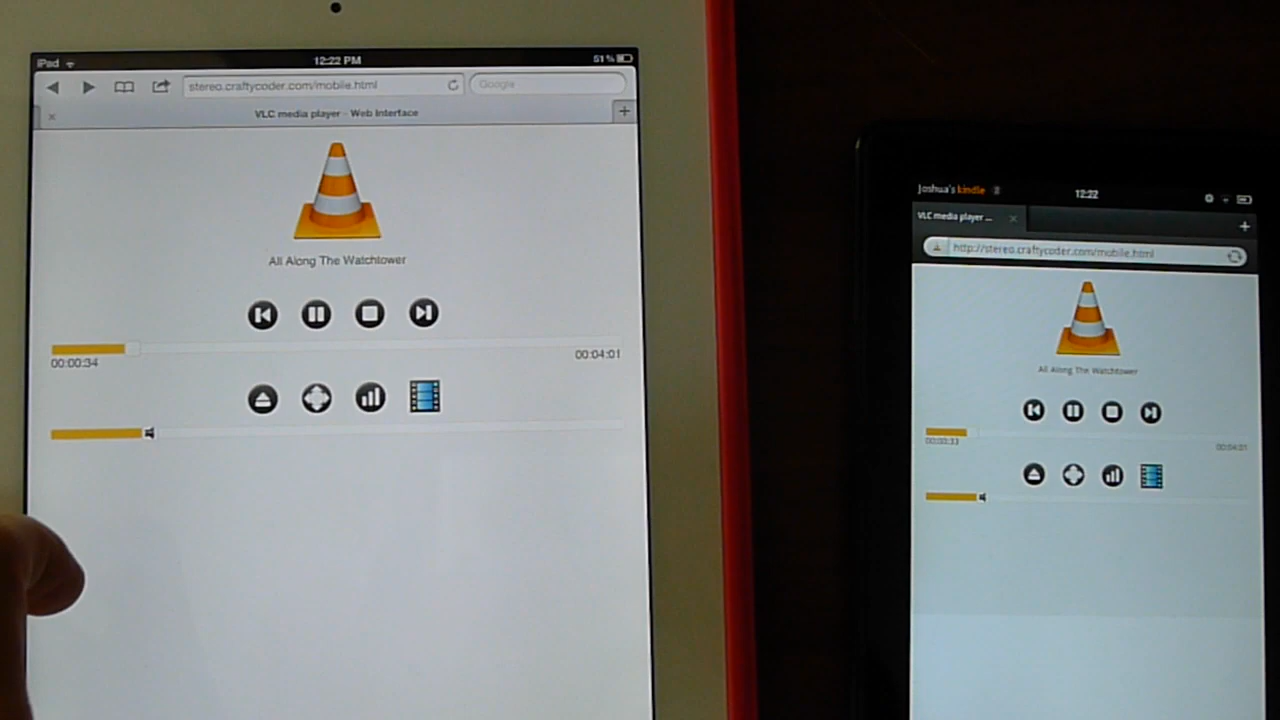 iPad 12:22 PM 51%
stereo.craftycoder.com/mobile.html Google
VLC media player - Web Interface
All Along The Watchtower
00:00:34 00:04:01
Joshua's kindle 2 12:22
VLC media player ...
http://stereo.craftycoder.com/mobile.html
All Along The Watchtower
00:00:33 00:04:01